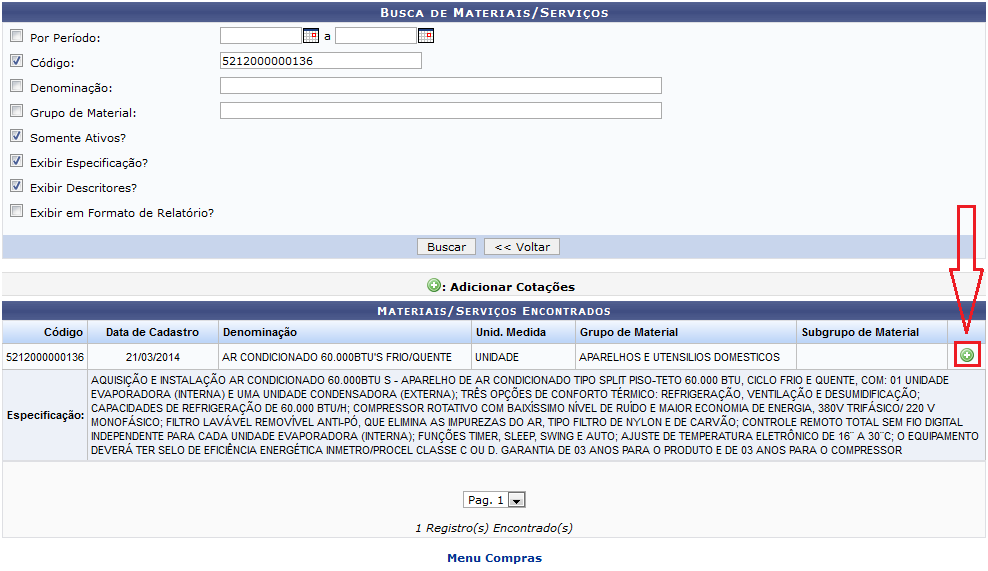 Busca de Materiais/Serviços
Por Período: a
Código: 5212000000136
Denominação:
Grupo de Material:
Somente Ativos?
Exibir Especificação?
Exibir Descritores?
Exibir em Formato de Relatório?
Buscar << Voltar
: Adicionar Cotações
Materiais/Serviços Encontrados
Código Data de Cadastro Denominação Unid. Medida Grupo de Material Subgrupo de Material
5212000000136 21/03/2014 AR CONDICIONADO 60.000BTU'S FRIO/QUENTE UNIDADE APARELHOS E UTENSILIOS DOMESTICOS
Especificação:
AQUISIÇÃO E INSTALAÇÃO AR CONDICIONADO 60.000BTU S - APARELHO DE AR CONDICIONADO TIPO SPLIT PISO-TETO 60.000 BTU, CICLO FRIO E QUENTE, COM: 01 UNIDADE
EVAPORADORA (INTERNA) E UMA UNIDADE CONDENSADORA (EXTERNA); TRÊS OPÇÕES DE CONFORTO TÉRMICO: REFRIGERAÇÃO, VENTILAÇÃO E DESUMIDIFICAÇÃO;
CAPACIDADES DE REFRIGERAÇÃO DE 60.000 BTU/H; COMPRESSOR ROTATIVO COM BAIXÍSSIMO NÍVEL DE RUÍDO E MAIOR ECONOMIA DE ENERGIA, 380V TRIFÁSICO/ 220 V
MONOFÁSICO; FILTRO LAVÁVEL REMOVÍVEL ANTI-PÓ, QUE ELIMINA AS IMPUREZAS DO AR, TIPO FILTRO DE NYLON E DE CARVÃO; CONTROLE REMOTO TOTAL SEM FIO DIGITAL
INDEPENDENTE PARA CADA UNIDADE EVAPORADORA (INTERNA); FUNÇÕES TIMER, SLEEP, SWING E AUTO; AJUSTE DE TEMPERATURA ELETRÔNICO DE 16¨ A 30¨C; O EQUIPAMENTO
DEVERÁ TER SELO DE EFICIÊNCIA ENERGÉTICA INMETRO/PROCEL CLASSE C OU D. GARANTIA DE 03 ANOS PARA O PRODUTO E DE 03 ANOS PARA O COMPRESSOR
Pag. 1
1 Registro(s) Encontrado(s)
Menu Compras